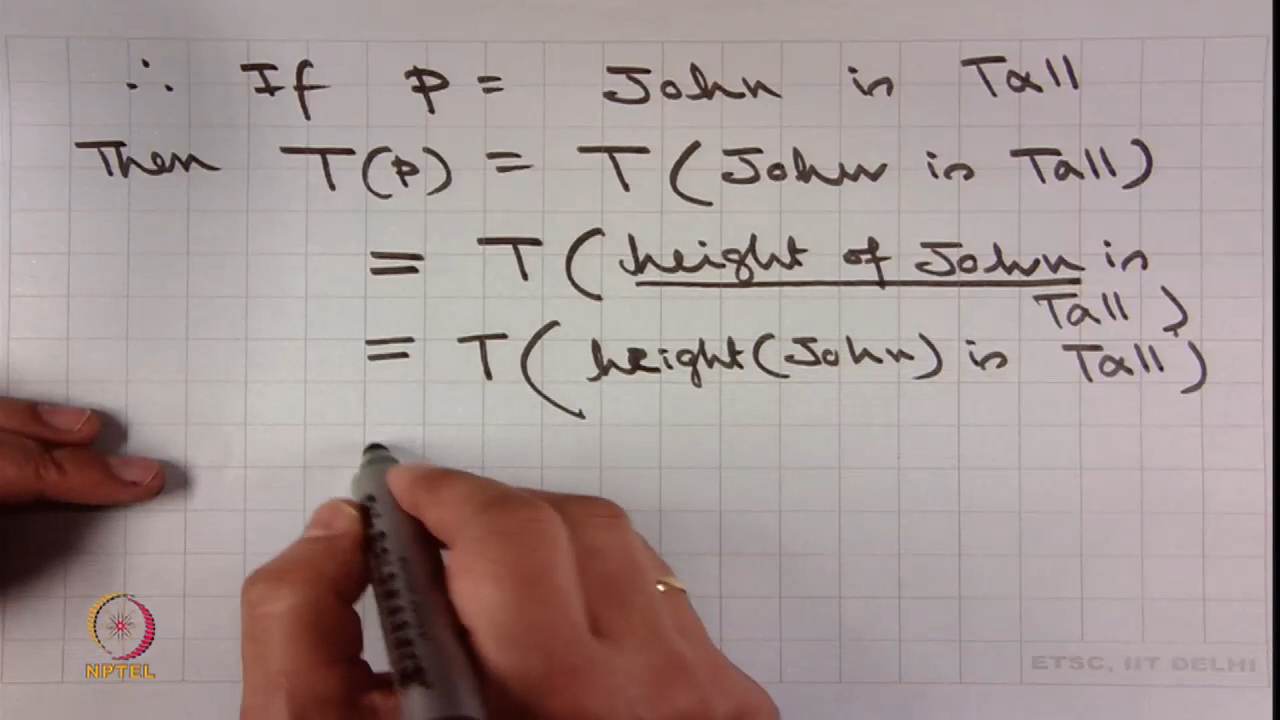 ∴ If p = John is Tall
Then T(p) = T(John is Tall)
= T(height of John is
Tall)
= T(height(John) is Tall)
NPTEL
ETSC, IIT DELHI